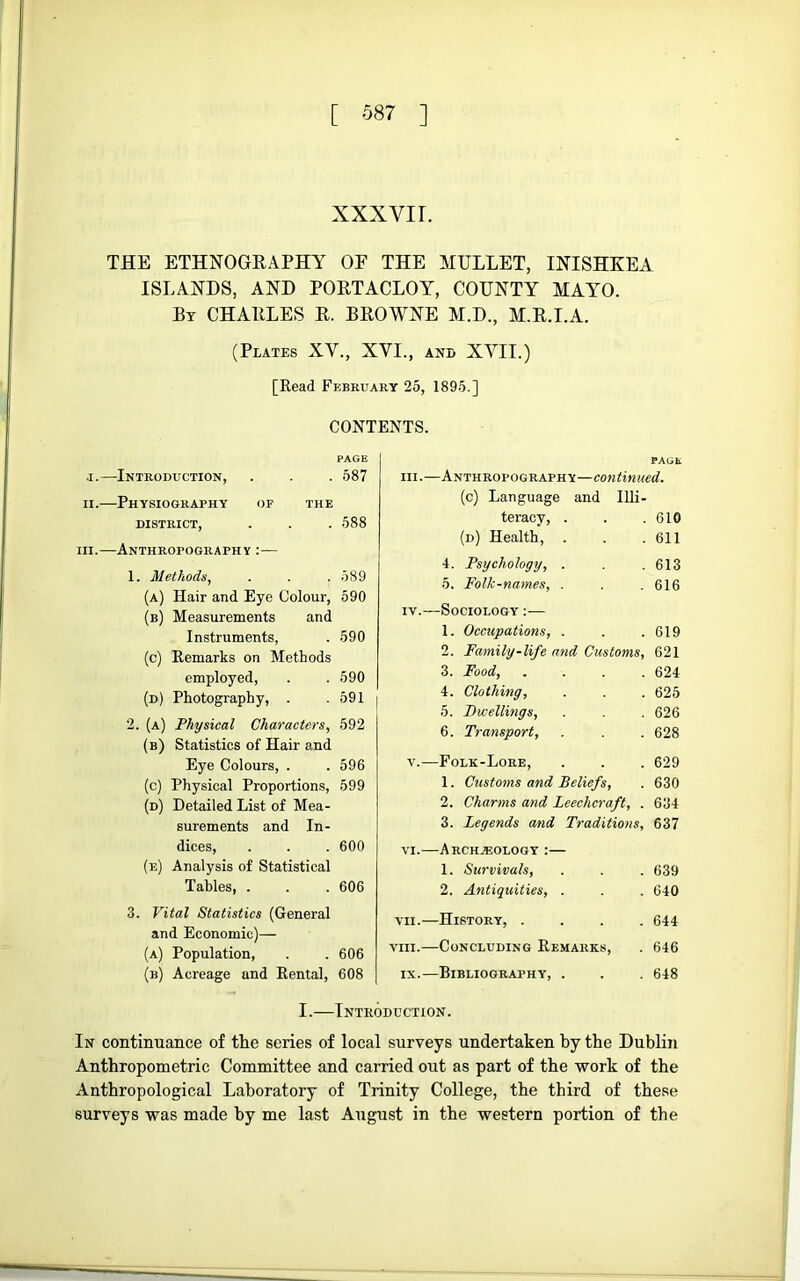 [ 587 ]
XXXVII.
THE ETHNOGRAPHY OF THE MULLET, INISHKEA
ISLANDS, AND PORTACLOY, COUNTY MAYO.
By CHARLES R. BROWNE M.D., M.R.I.A.
(Plates XV., XVI., and XVII.)
[Read February 25, 1895.]
CONTENTS.
PAGE
I.—Introduction, . . . 587
II.—Physiography of the
district, . . . 588
III.—Anthropography :—
1. Methods, . . . 589
(A) Hair and Eye Colour, 590
(B) Measurements and
Instruments, . 590
(C) Remarks on Methods
employed, . . 590
(D) Photography, . . 591
2. (A) Physical Characters, 592
(B) Statistics of Hair and
Eye Colours, . . 596
(C) Physical Proportions, 599
(D) Detailed List of Mea-
surements and In-
dices, . . . 600
(E) Analysis of Statistical
Tables, . . . 606
3. Vital Statistics (General
and Economic)—
(A) Population, . . 606
(B) Acreage and Rental, 608
PAGE
III.—Anthropography—continued.
(C) Language and Illi-
teracy, . . . 610
(D) Health, . . . 611
4. Psychology, . . . 613
5. Folk-names, . . . 616
IV.—Sociology :—
1. Occupations, . . . 619
2. Family-life and Customs, 621
3. Food, . . . . 624
4. Clothing, . . . 625
5. Dwellings, . . . 626
6. Transport, . . . 628
V.—Folk-Lore, . . . 629
1. Customs and Beliefs, . 630
2. Charms and Leechcraft, . 634
3. Legends and Traditions, 637
VI.—Archæology :—
1. Survivals, . . . 639
2. Antiquities, . . . 640
VII.—History, . . . . 644
VIII.—Concluding Remarks, . 646
IX.—Bibliography, . . . 648
I.—Introduction.
In continuance of the series of local surveys undertaken by the Dublin
Anthropometric Committee and carried out as part of the work of the
Anthropological Laboratory of Trinity College, the third of these
surveys was made by me last August in the western portion of the